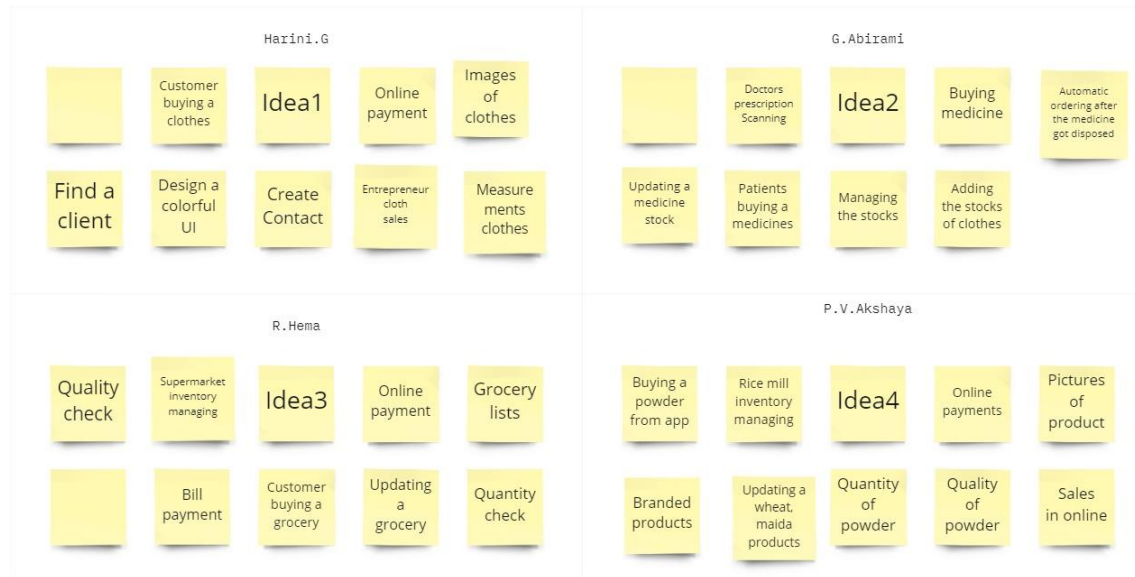 Harini.G
Customer
buying a
clothes
Idea1
Online
payment
Images
of
clothes
Find a
client
Design a
colorful
UI
Create
Contact
Entrepreneur
cloth
sales
Measure
ments
clothes
G.Abirami
Doctors
prescription
Scanning
Idea2
Buying
medicine
Automatic
ordering after
the medicine
got disposed
Updating a
medicine
stock
Patients
buying a
medicines
Managing
the stocks
Adding
the stocks
of clothes
R.Hema
Quality
check
Supermarket
inventory
managing
Idea3
Online
payment
Grocery
lists
Bill
payment
Customer
buying a
grocery
Updating
a
grocery
Quantity
check
P.V.Akshaya
Buying a
powder
from app
Rice mill
inventory
managing
Idea4
Online
payments
Pictures
of
product
Branded
products
Updating a
wheat,
maida
products
Quantity
of
powder
Quality
of
powder
Sales
in online